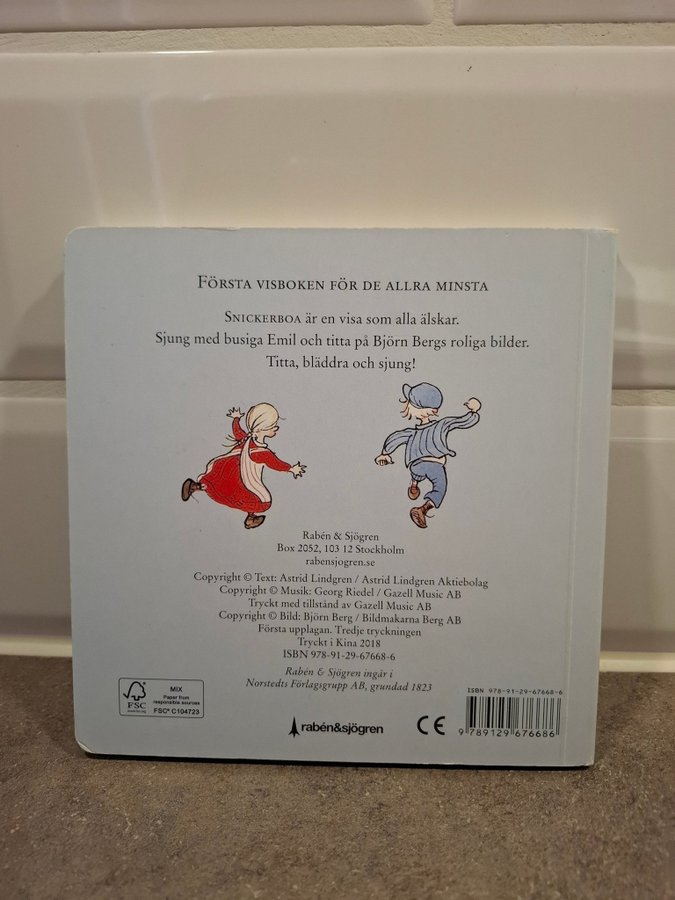 FÖRSTA VISBOKEN FÖR DE ALLRA MINSTA
SNICKERBOA är en visa som alla älskar.
Sjung med busiga Emil och titta på Björn Bergs roliga bilder.
Titta, bläddra och sjung!
Rabén & Sjögren
Box 2052, 103 12 Stockholm
rabensjogren.se
Copyright © Text: Astrid Lindgren / Astrid Lindgren Aktiebolag
Copyright © Musik: Georg Riedel / Gazell Music AB
Tryckt med tillstånd av Gazell Music AB
Copyright © Bild: Björn Berg / Bildmakarna Berg AB
Första upplagan. Tredje tryckningen
Tryckt i Kina 2018
ISBN 978-91-29-67668-6
Rabén & Sjögren ingår i
Norstedts Förlagsgrupp AB, grundad 1823
FSC
www.fsc.org
MIX
Paper from
responsible sources
FSC® C104723
rabén&sjögren
CE
ISBN 978-91-29-67668-6
9 789129 676686